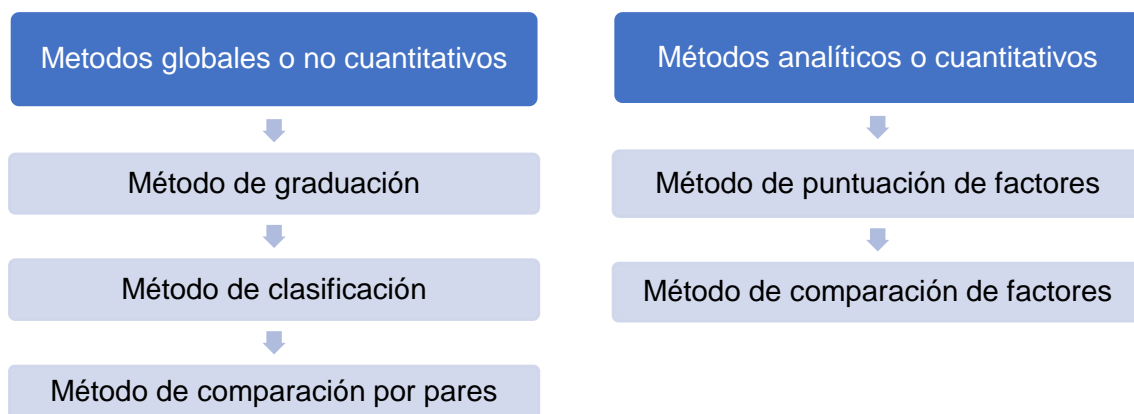 Metodos globales o no cuantitativos
Método de graduación
Método de clasificación
Método de comparación por pares
Métodos analíticos o cuantitativos
Método de puntuación de factores
Método de comparación de factores